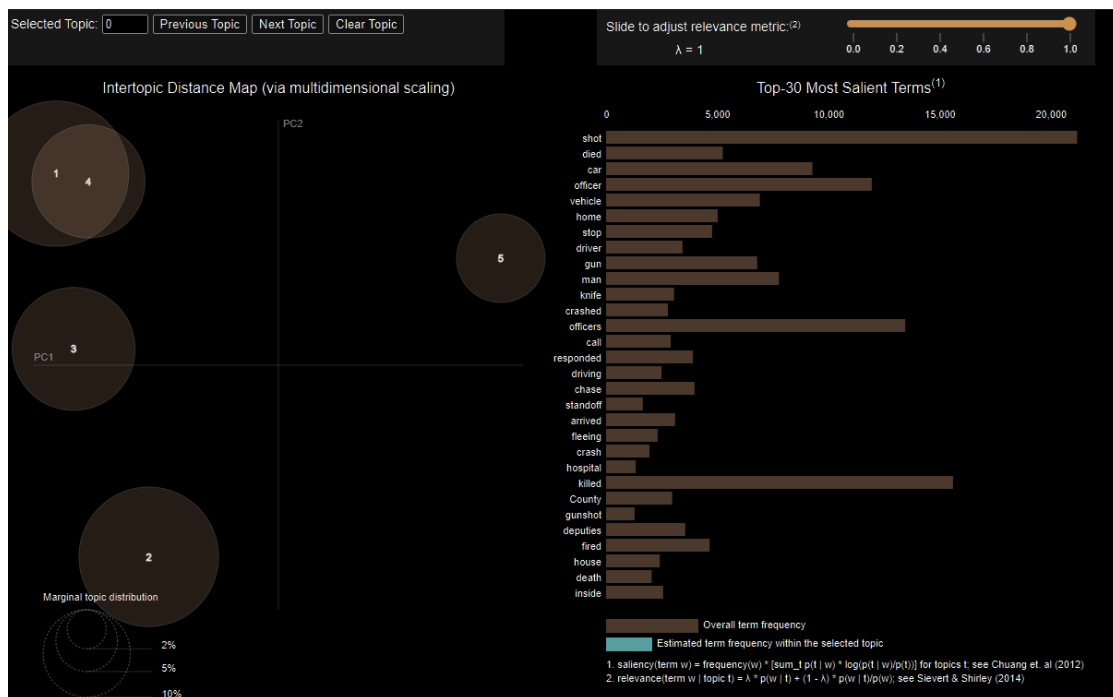 Selected Topic: 0 Previous Topic Next Topic Clear Topic
Slide to adjust relevance metric:(2)
λ = 1
0.0 0.2 0.4 0.6 0.8 1.0
Intertopic Distance Map (via multidimensional scaling)
PC2
PC1
1
4
5
3
2
Marginal topic distribution
2%
5%
10%
Top-30 Most Salient Terms(1)
0 5,000 10,000 15,000 20,000
shot
died
car
officer
vehicle
home
stop
driver
gun
man
knife
crashed
officers
call
responded
driving
chase
standoff
arrived
fleeing
crash
hospital
killed
County
gunshot
deputies
fired
house
death
inside
Overall term frequency
Estimated term frequency within the selected topic
1. saliency(term w) = frequency(w) * [sum_t p(t | w) * log(p(t | w)/p(t))] for topics t; see Chuang et. al (2012)
2. relevance(term w | topic t) = λ * p(w | t) + (1 - λ) * p(w | t)/p(w); see Sievert & Shirley (2014)